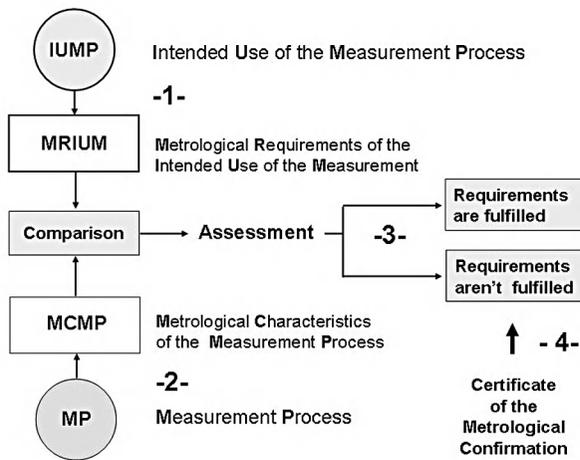 IUMP
Intended Use of the Measurement Process
-1-
MRIUM
Metrological Requirements of the
Intended Use of the Measurement
Comparison
Assessment
-3-
Requirements
are fulfilled
Requirements
aren't fulfilled
MCMP
Metrological Characteristics
of the Measurement Process
-2-
MP
Measurement Process
- 4-
Certificate
of the
Metrological
Confirmation